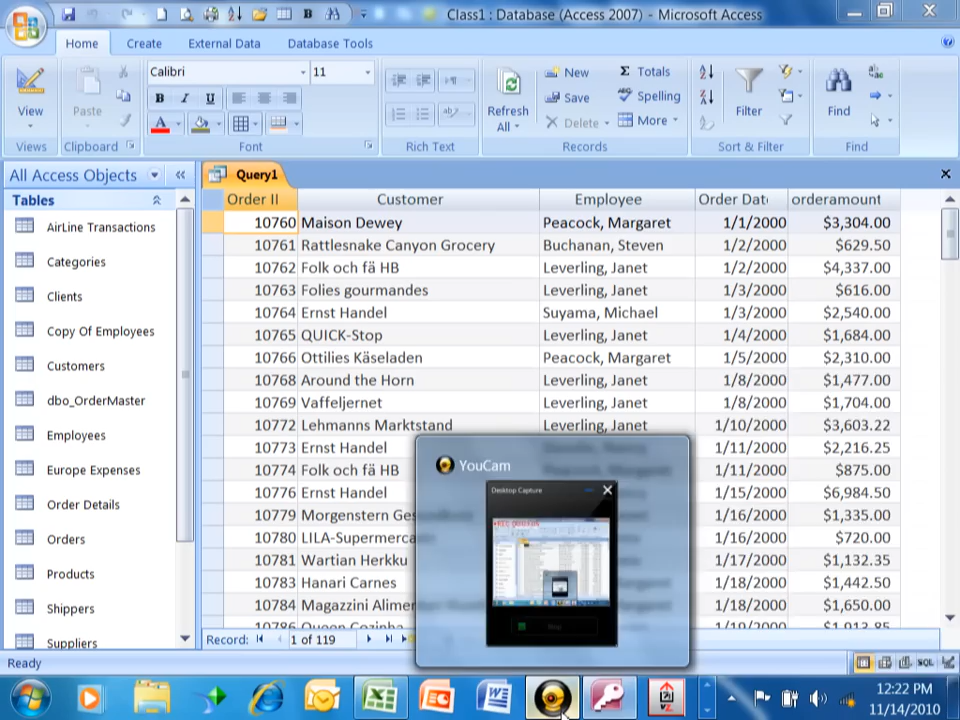 Class1 : Database (Access 2007) - Microsoft Access
Home Create External Data Database Tools
View Paste Calibri 11 B I U A Refresh All New Save Delete Totals Spelling More Filter Find
Views Clipboard Font Rich Text Records Sort & Filter Find
All Access Objects
Query1
Tables
AirLine Transactions
Categories
Clients
Copy Of Employees
Customers
dbo_OrderMaster
Employees
Europe Expenses
Order Details
Orders
Products
Shippers
Suppliers
Order II Customer Employee Order Dat orderamount
10760 Maison Dewey Peacock, Margaret 1/1/2000 $3,304.00
10761 Rattlesnake Canyon Grocery Buchanan, Steven 1/2/2000 $629.50
10762 Folk och fä HB Leverling, Janet 1/2/2000 $4,337.00
10763 Folies gourmandes Leverling, Janet 1/3/2000 $616.00
10764 Ernst Handel Suyama, Michael 1/3/2000 $2,540.00
10765 QUICK-Stop Leverling, Janet 1/4/2000 $1,684.00
10766 Ottilies Käseladen Peacock, Margaret 1/5/2000 $2,310.00
10768 Around the Horn Leverling, Janet 1/8/2000 $1,477.00
10769 Vaffeljernet Leverling, Janet 1/8/2000 $1,704.00
10772 Lehmanns Marktstand Leverling, Janet 1/10/2000 $3,603.22
10773 Ernst Handel 1/11/2000 $2,216.25
10774 Folk och fä HB 1/11/2000 $875.00
10776 Ernst Handel 1/15/2000 $6,984.50
10779 Morgenstern Ges 1/16/2000 $1,335.00
10780 LILA-Supermerca 1/16/2000 $720.00
10781 Wartian Herkku 1/17/2000 $1,132.35
10783 Hanari Carnes 1/18/2000 $1,442.50
10784 Magazzini Alimen 1/18/2000 $1,650.00
10786 Queen Cozinha 1/19/2000 $1,913.85
YouCam
Desktop Capture
Record: 1 of 119
Ready
SQL
12:22 PM
11/14/2010